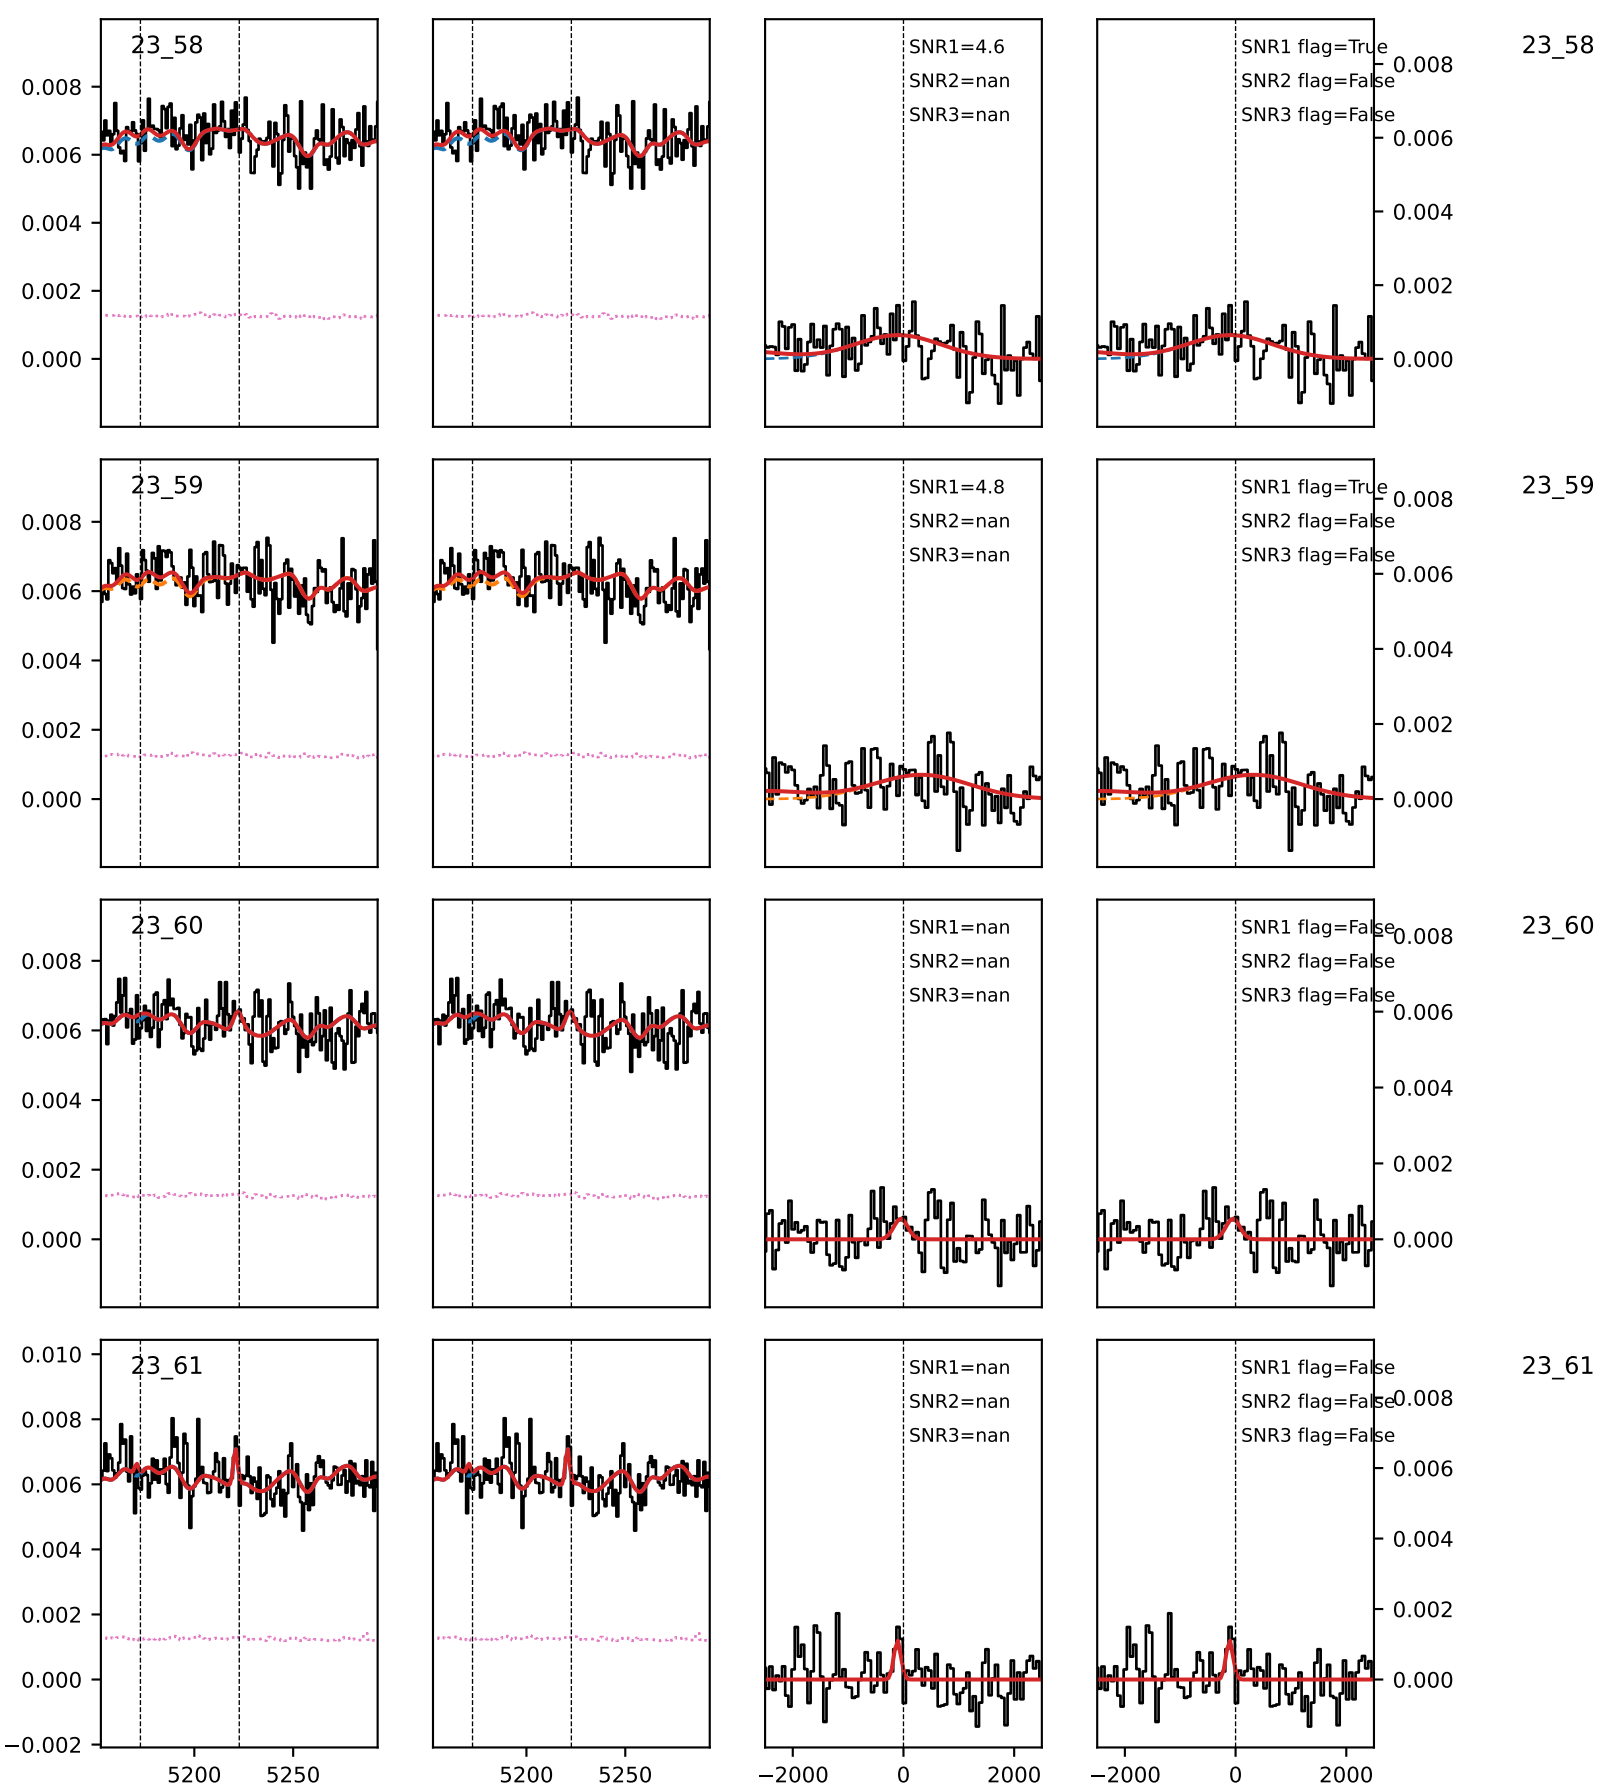 23_58
SNR1=4.6
SNR1 flag=True
23_58
SNR2=nan
SNR2 flag=False
SNR3=nan
SNR3 flag=False
0.008
0.006
0.004
0.002
0.000
0.008
0.006
0.004
0.002
0.000
23_59
SNR1=4.8
SNR1 flag=True
23_59
SNR2=nan
SNR2 flag=False
SNR3=nan
SNR3 flag=False
0.008
0.006
0.004
0.002
0.000
0.008
0.006
0.004
0.002
0.000
23_60
SNR1=nan
SNR1 flag=False
23_60
SNR2=nan
SNR2 flag=False
SNR3=nan
SNR3 flag=False
0.008
0.006
0.004
0.002
0.000
0.008
0.006
0.004
0.002
0.000
23_61
SNR1=nan
SNR1 flag=False
23_61
SNR2=nan
SNR2 flag=False
SNR3=nan
SNR3 flag=False
0.010
0.008
0.006
0.004
0.002
0.000
−0.002
0.008
0.006
0.004
0.002
0.000
5200 5250
5200 5250
−2000 0 2000
−2000 0 2000